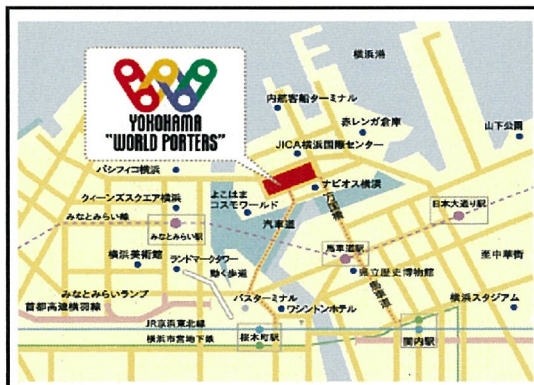 横浜港
YOKOHAMA
"WORLD PORTERS"
内部客船ターミナル
赤レンガ倉庫
山下公園
JICA横浜国際センター
パシフィコ横浜
ナビオス横濱
クィーンズスクエア横浜
よこはま
コスモワールド
万国橋
日本大通り駅
みなとみらい線
汽車道
みなとみらい駅
馬車道駅
至中華街
横浜美術館
ランドマークタワー
動く歩道
県立歴史博物館
馬車道
みなとみらいランプ
バスターミナル
横浜スタジアム
首都高速横羽線
ワシントンホテル
JR京浜東北線
横浜市営地下鉄
桜木町駅
関内駅